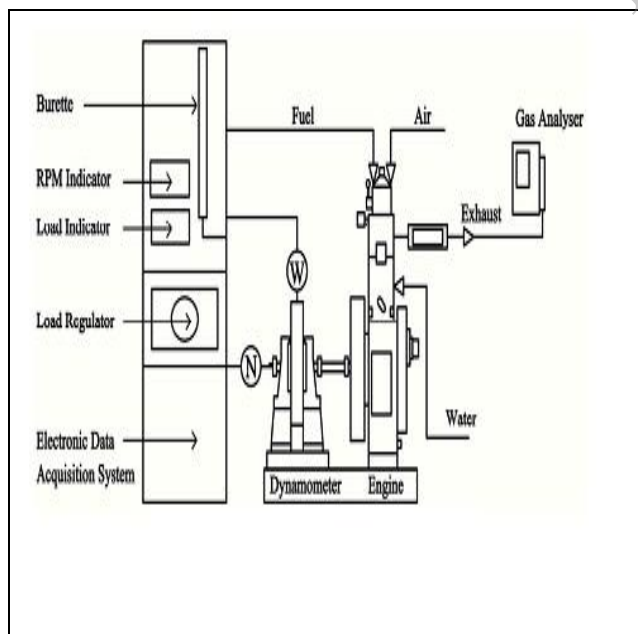 Burette
Fuel
Air
Gas Analyser
RPM Indicator
Load Indicator
Exhaust
W
Load Regulator
N
Water
Electronic Data
Acquisition System
Dynamometer
Engine